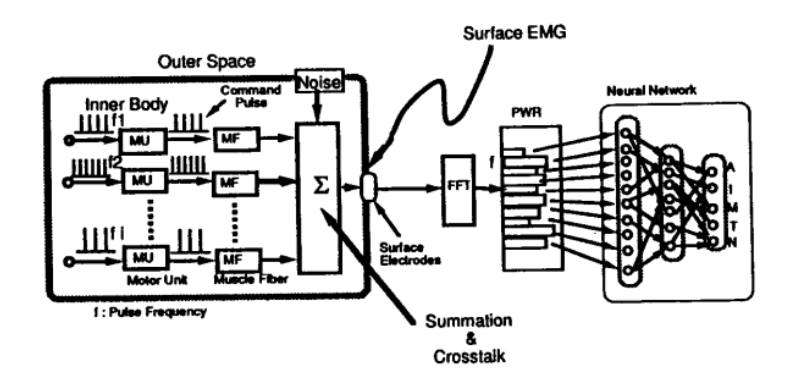 Surface EMG
Outer Space
Noise
Command
Pulse
Inner Body
f1
MU
MF
f2
MU
MF
f i
MU
MF
Motor Unit
Muscle Fiber
f : Pulse Frequency
Σ
Surface
Electrodes
Summation
&
Crosstalk
FFT
PWR
f
Neural Network
A
I
M
T
N